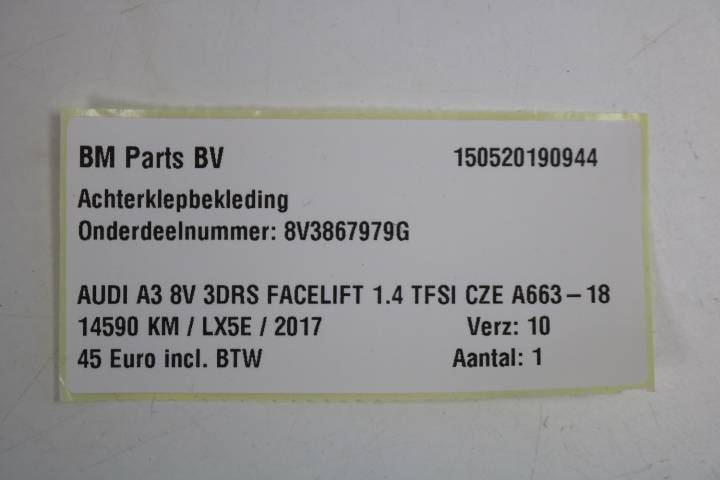 BM Parts BV 150520190944
Achterklepbekleding
Onderdeelnummer: 8V3867979G
AUDI A3 8V 3DRS FACELIFT 1.4 TFSI CZE A663 – 18
14590 KM / LX5E / 2017 Verz: 10
45 Euro incl. BTW Aantal: 1